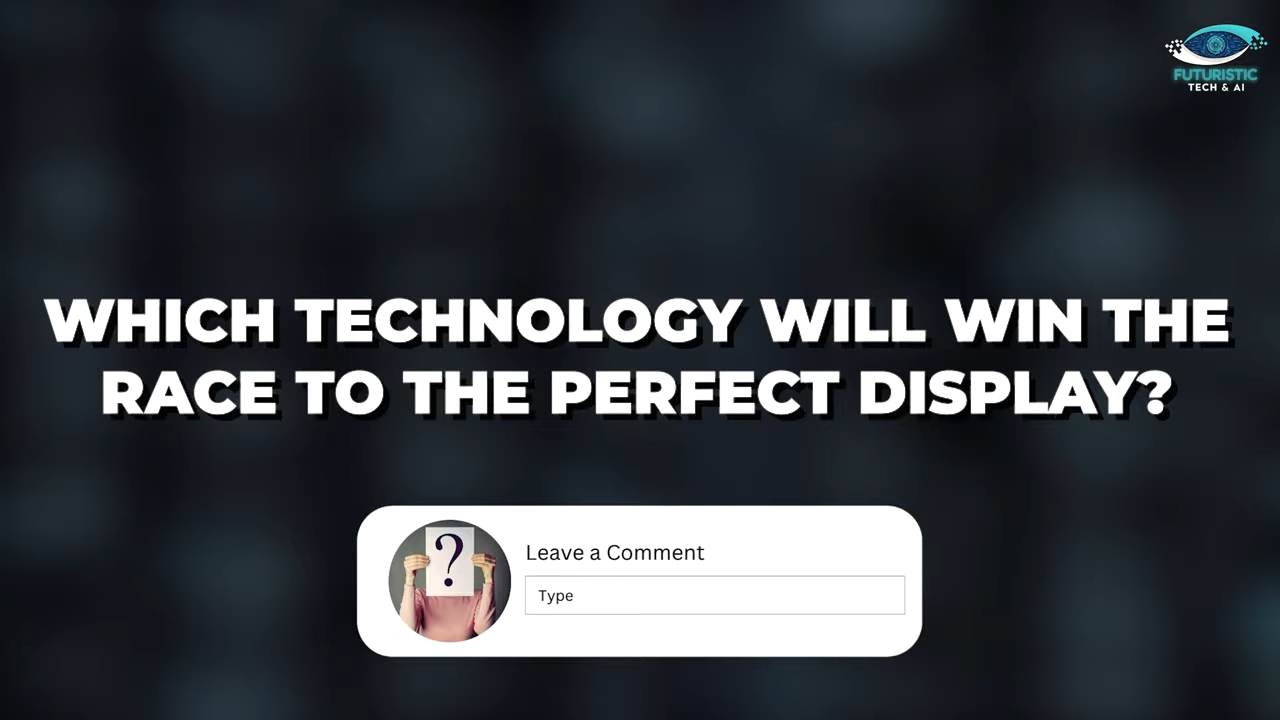 FUTURISTIC
TECH & AI
WHICH TECHNOLOGY WILL WIN THE
RACE TO THE PERFECT DISPLAY?
?
Leave a Comment
Type